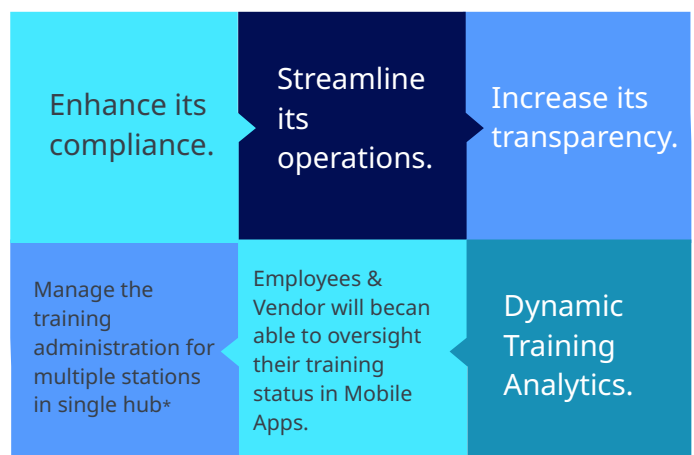 Enhance its
compliance.
Streamline
its
operations.
Increase its
transparency.
Manage the
training
administration for
multiple stations
in single hub*
Employees &
Vendor will becan
able to oversight
their training
status in Mobile
Apps.
Dynamic
Training
Analytics.